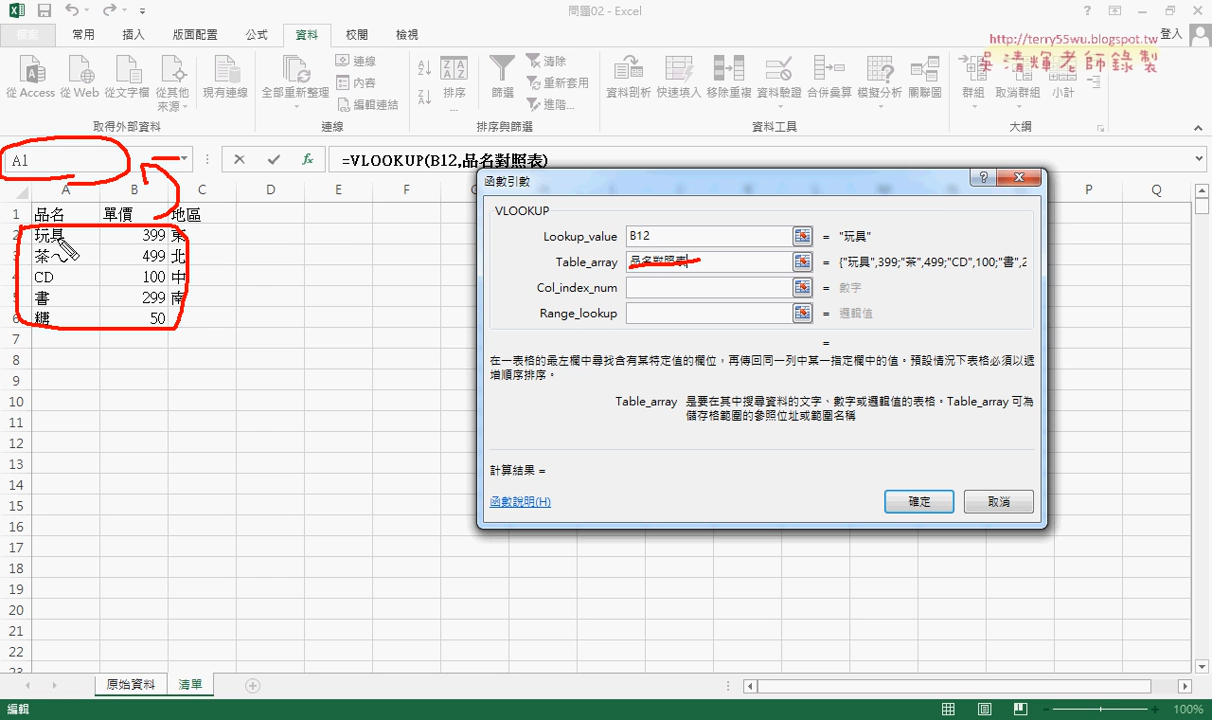 問題02 - Excel
檔案 常用 插入 版面配置 公式 資料 校閱 檢視 登入
http://terry55wu.blogspot.tw
吳清輝老師錄製
從 Access 從 Web 從文字檔 從其他來源 現有連線 全部重新整理 連線 內容 編輯連結 排序 篩選 清除 重新套用 進階... 資料剖析 快速填入 移除重複 資料驗證 合併彙算 模擬分析 關聯圖 群組 取消群組 小計
取得外部資料 連線 排序與篩選 資料工具 大綱
A1 fx =VLOOKUP(B12,品名對照表)
A B C D E F G P Q
1 品名 單價 地區
2 玩具 399 東
3 茶 499 北
4 CD 100 中
5 書 299 南
6 糖 50
7
8
9
10
11
12
13
14
15
16
17
18
19
20
21
22
23
函數引數
VLOOKUP
Lookup_value B12 = "玩具"
Table_array 品名對照表 = {"玩具",399;"茶",499;"CD",100;"書",2
Col_index_num = 數字
Range_lookup = 邏輯值
=
在一表格的最左欄中尋找含有某特定值的欄位，再傳回同一列中某一指定欄中的值。預設情況下表格必須以遞
增順序排序。
Table_array 是要在其中搜尋資料的文字、數字或邏輯值的表格。Table_array 可為
儲存格範圍的參照位址或範圍名稱
計算結果 =
函數說明(H) 確定 取消
原始資料 清單
編輯 100%